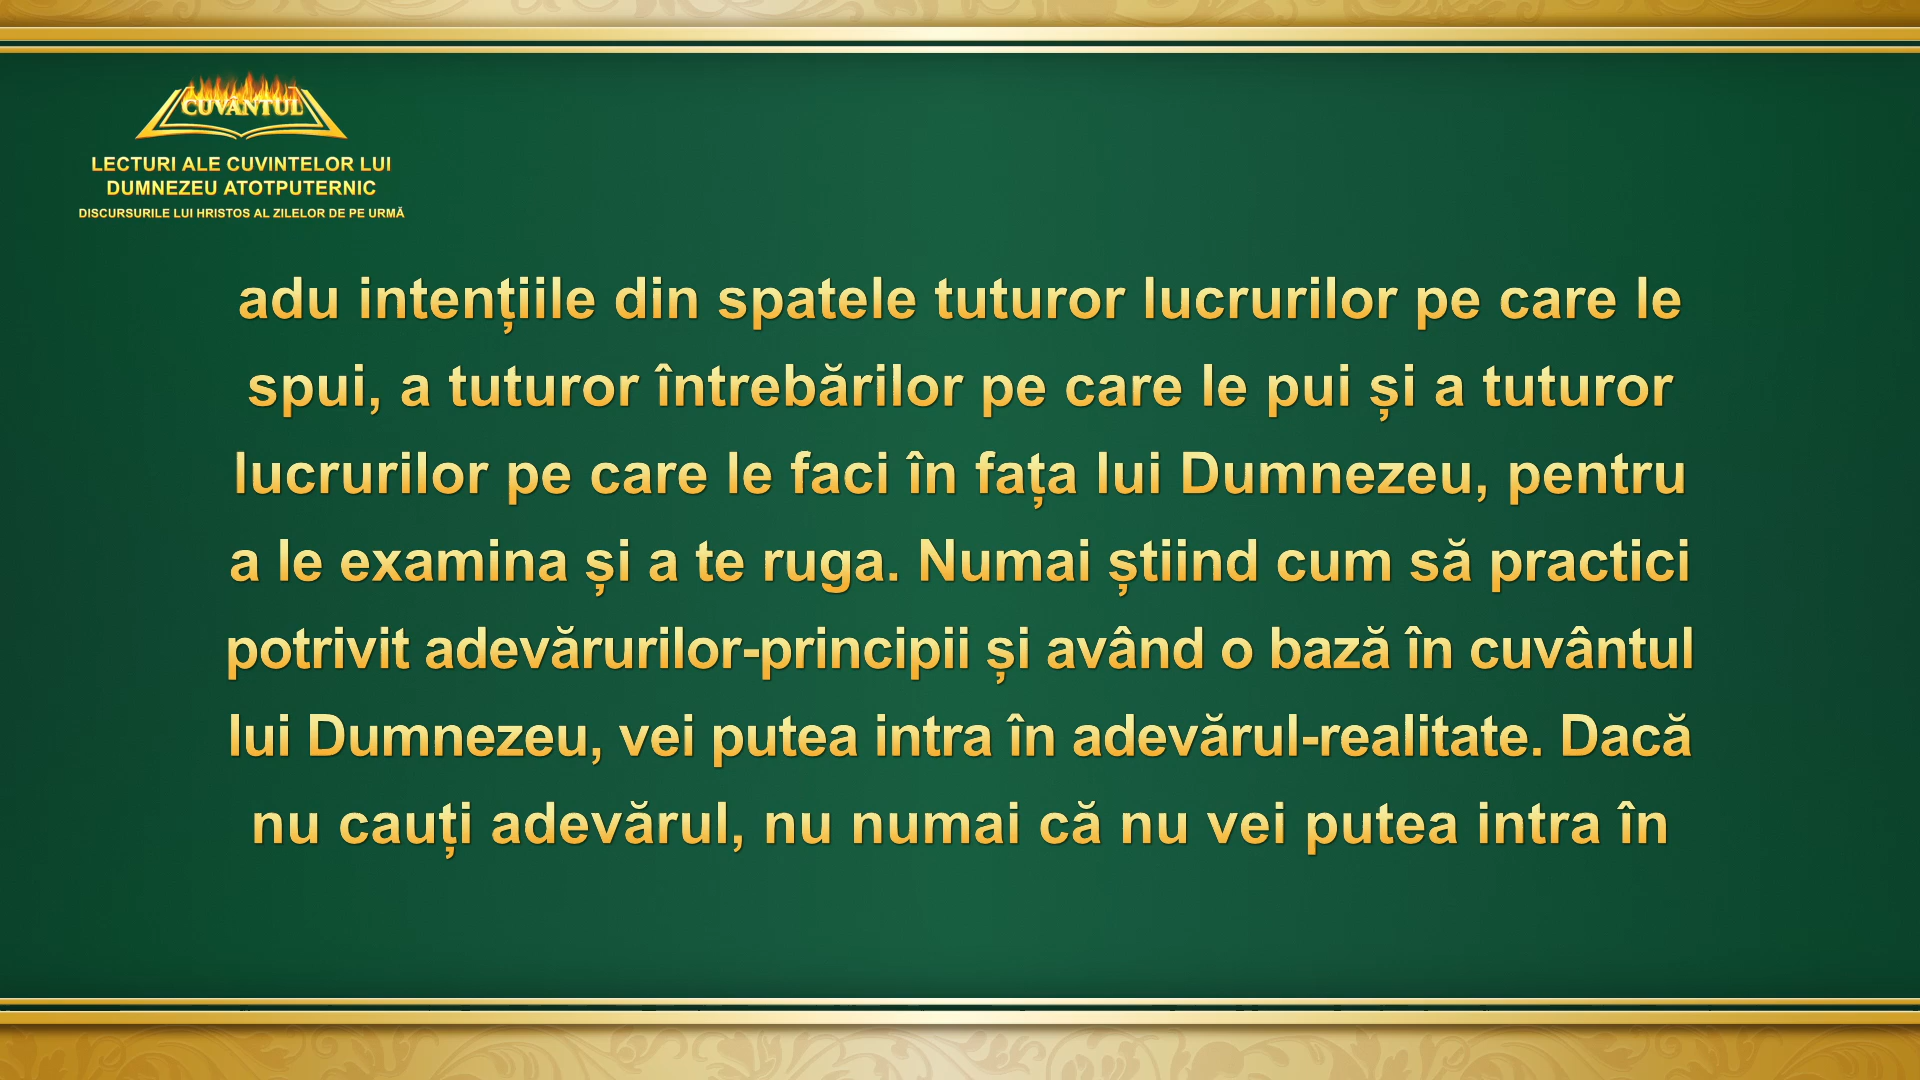 CUVÂNTUL
LECTURI ALE CUVINTELOR LUI
DUMNEZEU ATOTPUTERNIC
DISCURSURILE LUI HRISTOS AL ZILELOR DE PE URMĂ
adu intențiile din spatele tuturor lucrurilor pe care le
spui, a tuturor întrebărilor pe care le pui și a tuturor
lucrurilor pe care le faci în fața lui Dumnezeu, pentru
a le examina și a te ruga. Numai știind cum să practici
potrivit adevărurilor-principii și având o bază în cuvântul
lui Dumnezeu, vei putea intra în adevărul-realitate. Dacă
nu cauți adevărul, nu numai că nu vei putea intra în